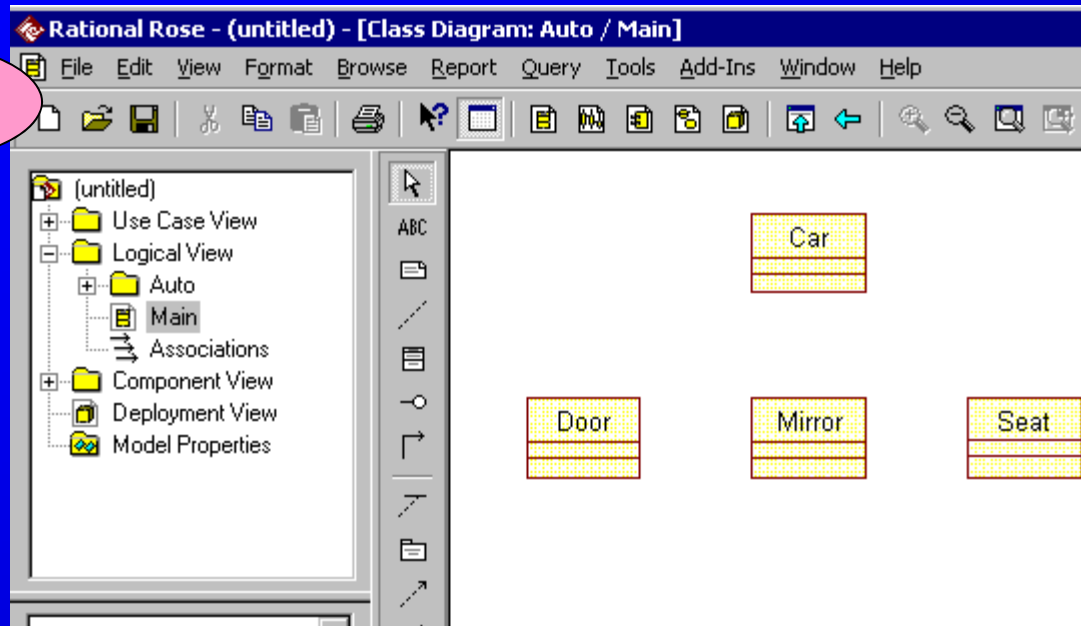 Rational Rose - (untitled) - [Class Diagram: Auto / Main]
File Edit View Format Browse Report Query Tools Add-Ins Window Help
(untitled)
Use Case View
Logical View
Auto
Main
Associations
Component View
Deployment View
Model Properties
ABC
Car
Door Mirror Seat